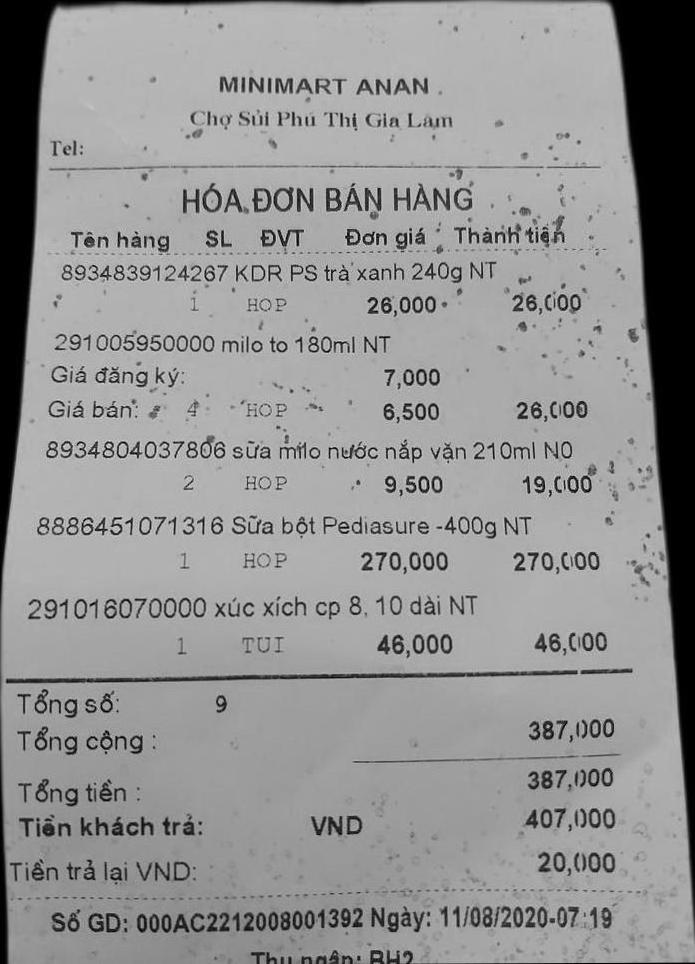 MINIMART ANAN
Chợ Sủi Phú Thị Gia Lâm
Tel:
HÓA ĐƠN BÁN HÀNG
Tên hàng SL ĐVT Đơn giá Thành tiền
8934839124267 KDR PS trà xanh 240g NT
1 HOP 26,000 26,000
291005950000 milo to 180ml NT
Giá đăng ký: 7,000
Giá bán: 4 HOP 6,500 26,000
8934804037806 sữa milo nước nắp vặn 210ml N0
2 HOP 9,500 19,000
8886451071316 Sữa bột Pediasure -400g NT
1 HOP 270,000 270,000
291016070000 xúc xích cp 8, 10 dài NT
1 TUI 46,000 46,000
Tổng số: 9
Tổng cộng : 387,000
Tổng tiền : 387,000
Tiền khách trả: VND 407,000
Tiền trả lại VND: 20,000
Số GD: 000AC2212008001392 Ngày: 11/08/2020-07:19
Thu ngân: BH2